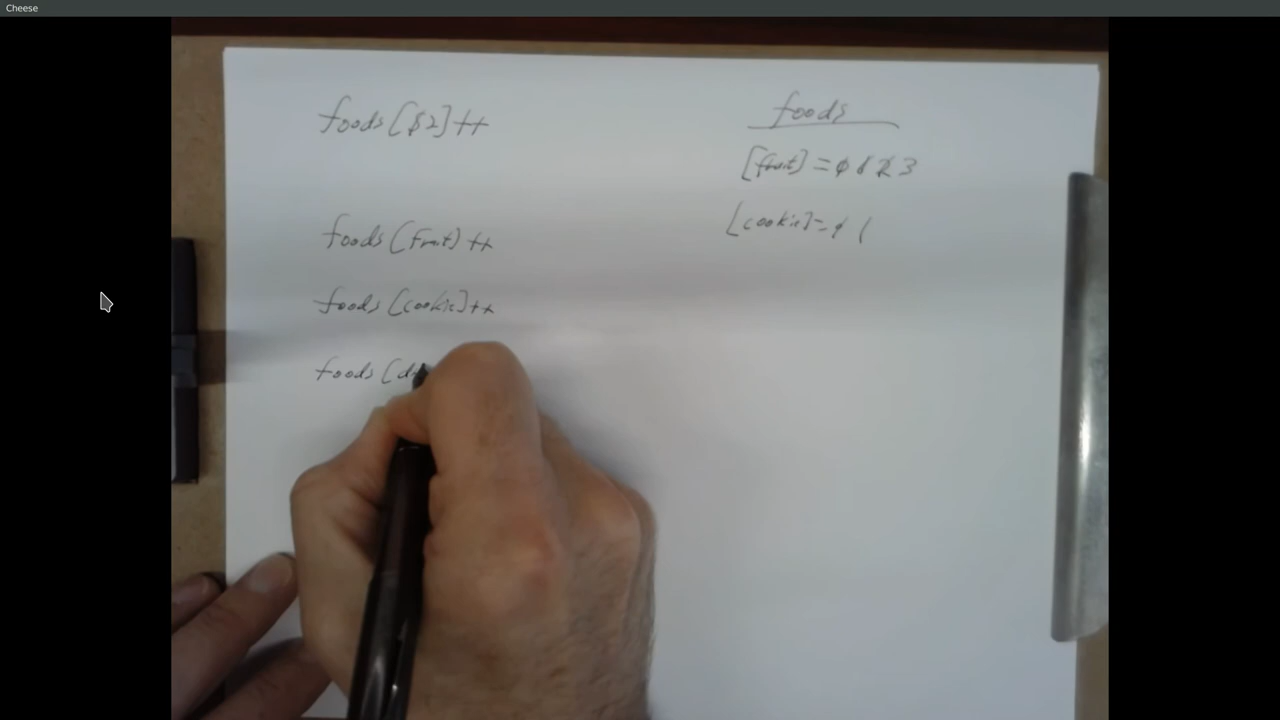 Cheese
foods[$2]++
foods(fruit)++
foods[cookie]++
foods[d
foods
[fruit]=0 1 2 3
[cookie]=0 1